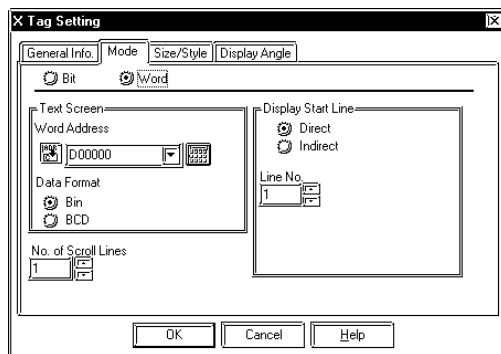 X Tag Setting
General Info. Mode Size/Style Display Angle
Bit Word
Text Screen
Word Address
D00000
Data Format
Bin
BCD
No. of Scroll Lines
1
Display Start Line
Direct
Indirect
Line No.
1
OK Cancel Help